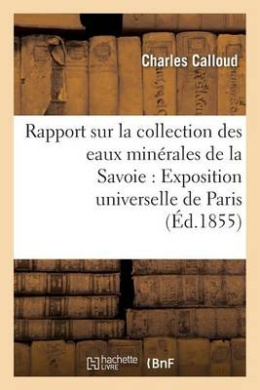 Charles Calloud
Rapport sur la collection des
eaux minérales de la
Savoie : Exposition
universelle de Paris
(Éd.1855)
hachette
LIVRE
{BnF